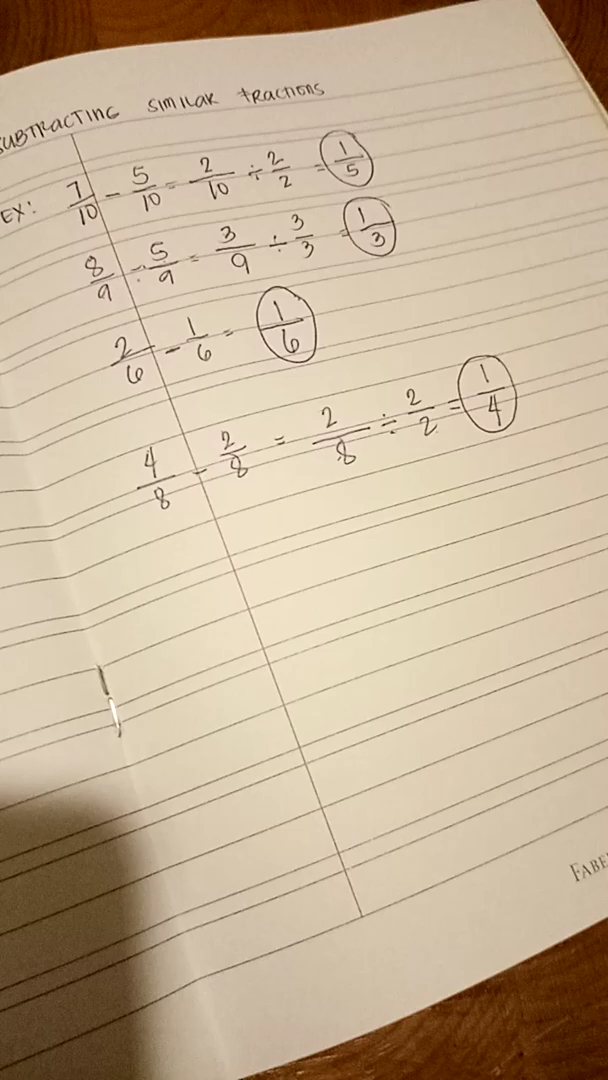 SUBTRACTING SIMILAR FRACTIONS
EX: 7/10 - 5/10 = 2/10 ÷ 2/2 = 1/5
8/9 - 5/9 = 3/9 ÷ 3/3 = 1/3
2/6 - 1/6 = 1/6
4/8 - 2/8 = 2/8 ÷ 2/2 = 1/4